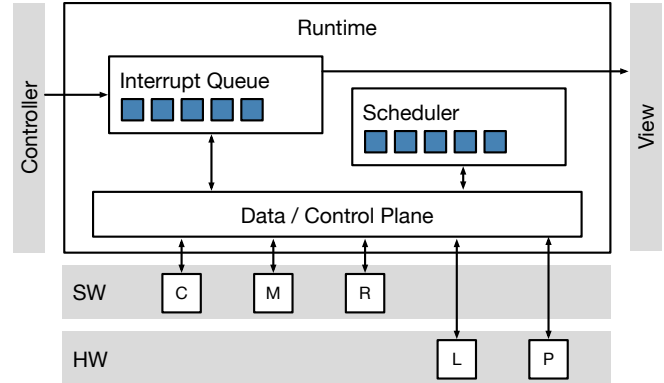 Runtime
Controller
Interrupt Queue
Scheduler
View
Data / Control Plane
SW
C
M
R
HW
L
P